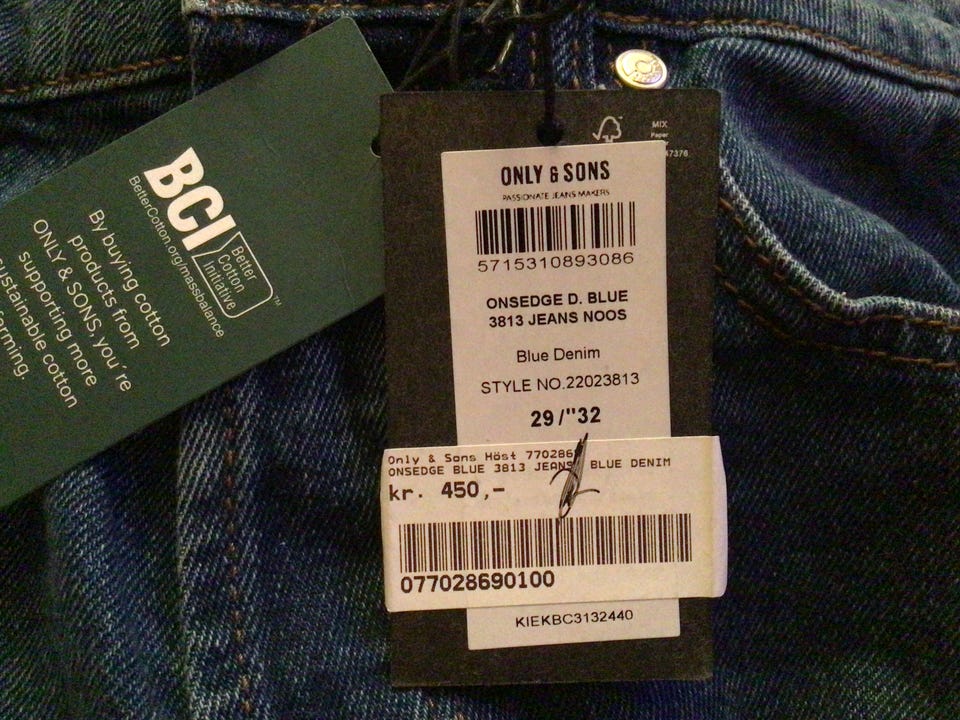 BCI
Better
Cotton
Initiative
™
BetterCotton.org/massbalance
By buying cotton
products from
ONLY & SONS, you're
supporting more
sustainable cotton
MIX
Paper
ONLY & SONS
PASSIONATE JEANS MAKERS
5715310893086
ONSEDGE D. BLUE
3813 JEANS NOOS
Blue Denim
STYLE NO.22023813
29/"32
Only & Sons Höst 770286
ONSEDGE BLUE 3813 JEANS BLUE DENIM
kr. 450,-
077028690100
KIEKBC3132440